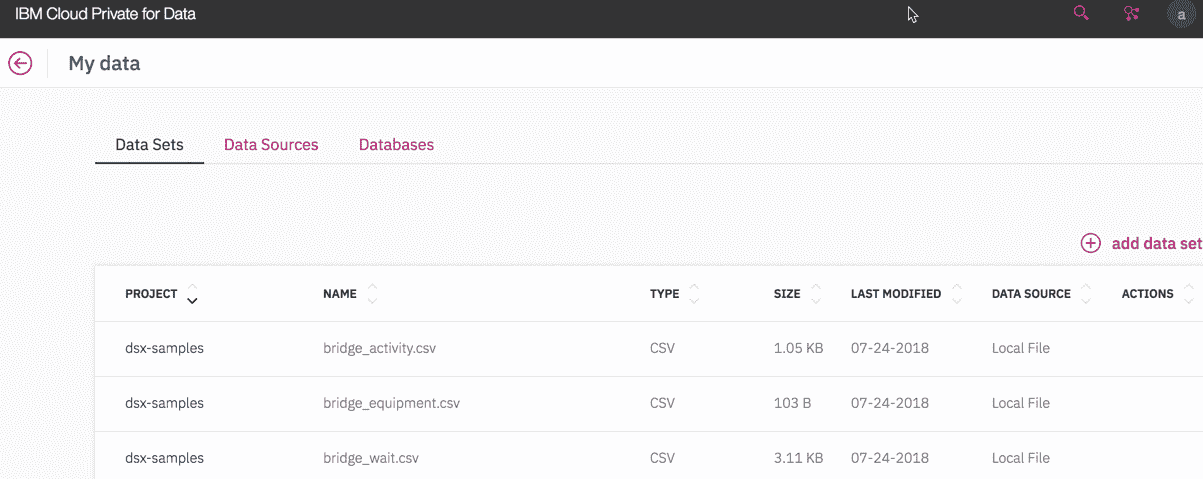 IBM Cloud Private for Data
a
My data
Data Sets Data Sources Databases
add data set
PROJECT NAME TYPE SIZE LAST MODIFIED DATA SOURCE ACTIONS
dsx-samples bridge_activity.csv CSV 1.05 KB 07-24-2018 Local File
dsx-samples bridge_equipment.csv CSV 103 B 07-24-2018 Local File
dsx-samples bridge_wait.csv CSV 3.11 KB 07-24-2018 Local File